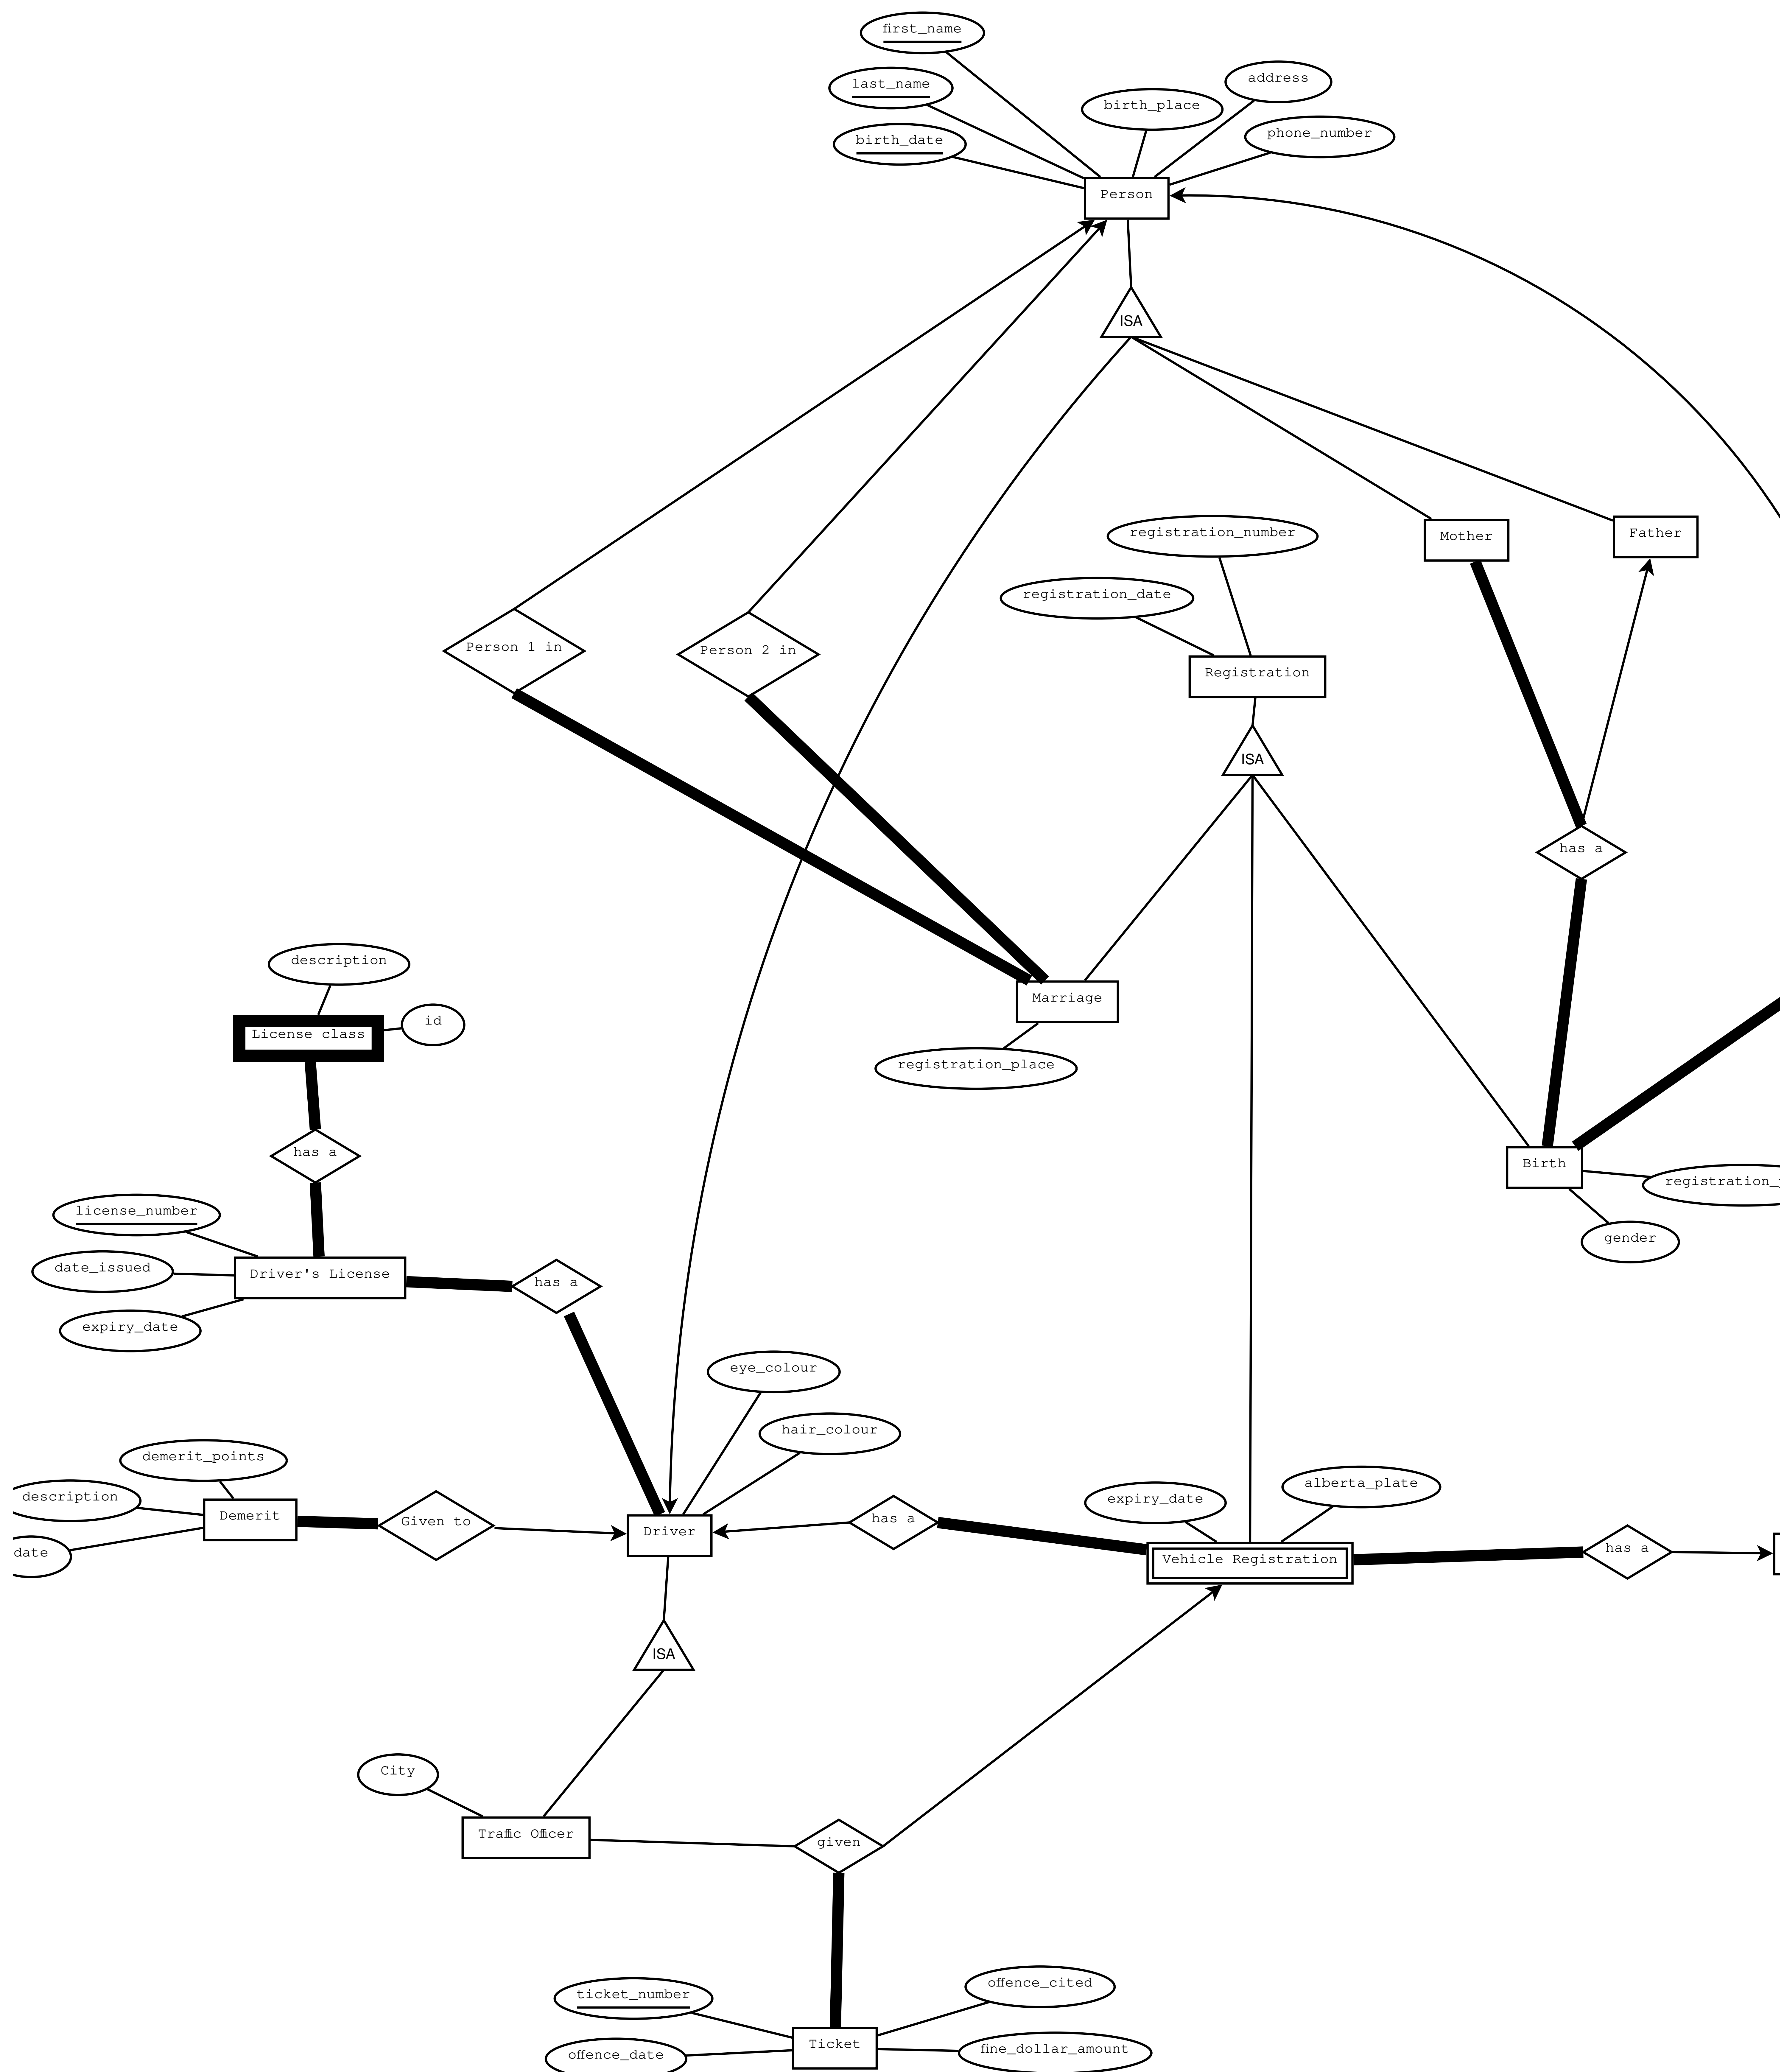 first_name
last_name
address
birth_place
phone_number
birth_date
Person
ISA
registration_number
Mother
Father
registration_date
Person 1 in
Person 2 in
Registration
ISA
has a
description
Marriage
id
License class
registration_place
has a
Birth
registration_
license_number
gender
date_issued
Driver's License
has a
expiry_date
eye_colour
hair_colour
demerit_points
description
alberta_plate
expiry_date
Demerit
Given to
has a
Driver
has a
date
Vehicle Registration
ISA
City
Traffic Officer
given
ticket_number
offence_cited
Ticket
offence_date
fine_dollar_amount